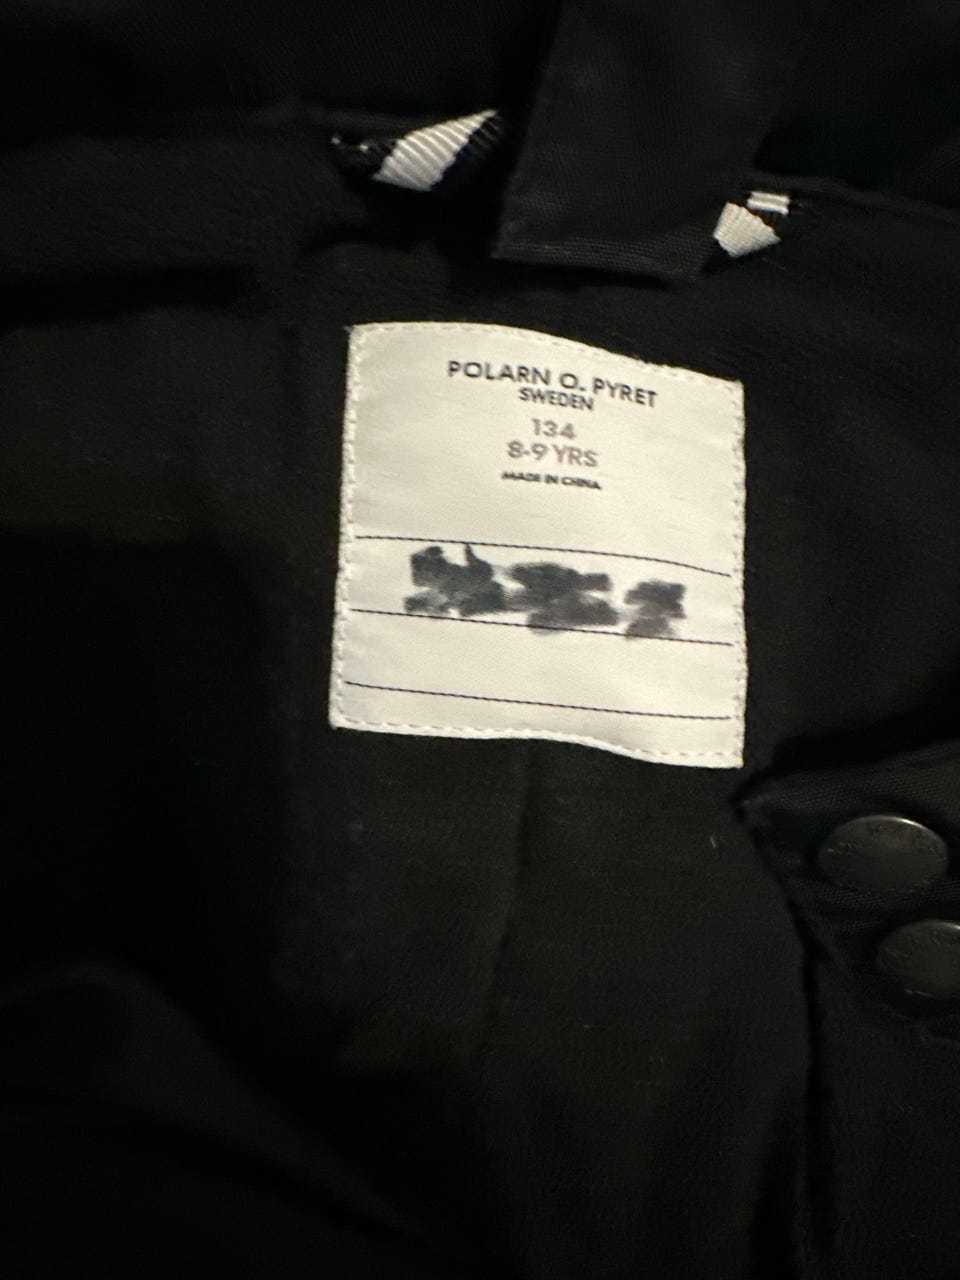 POLARN O. PYRET
SWEDEN
134
8-9 YRS
MADE IN CHINA